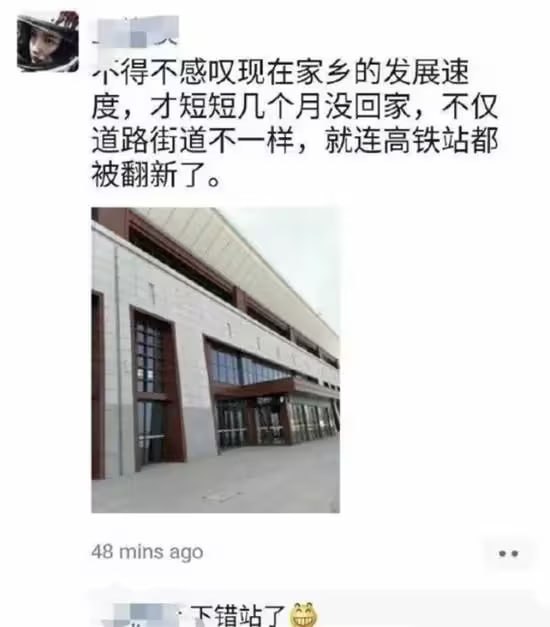 不得不感叹现在家乡的发展速
度，才短短几个月没回家，不仅
道路街道不一样，就连高铁站都
被翻新了。
48 mins ago
: 下错站了😁